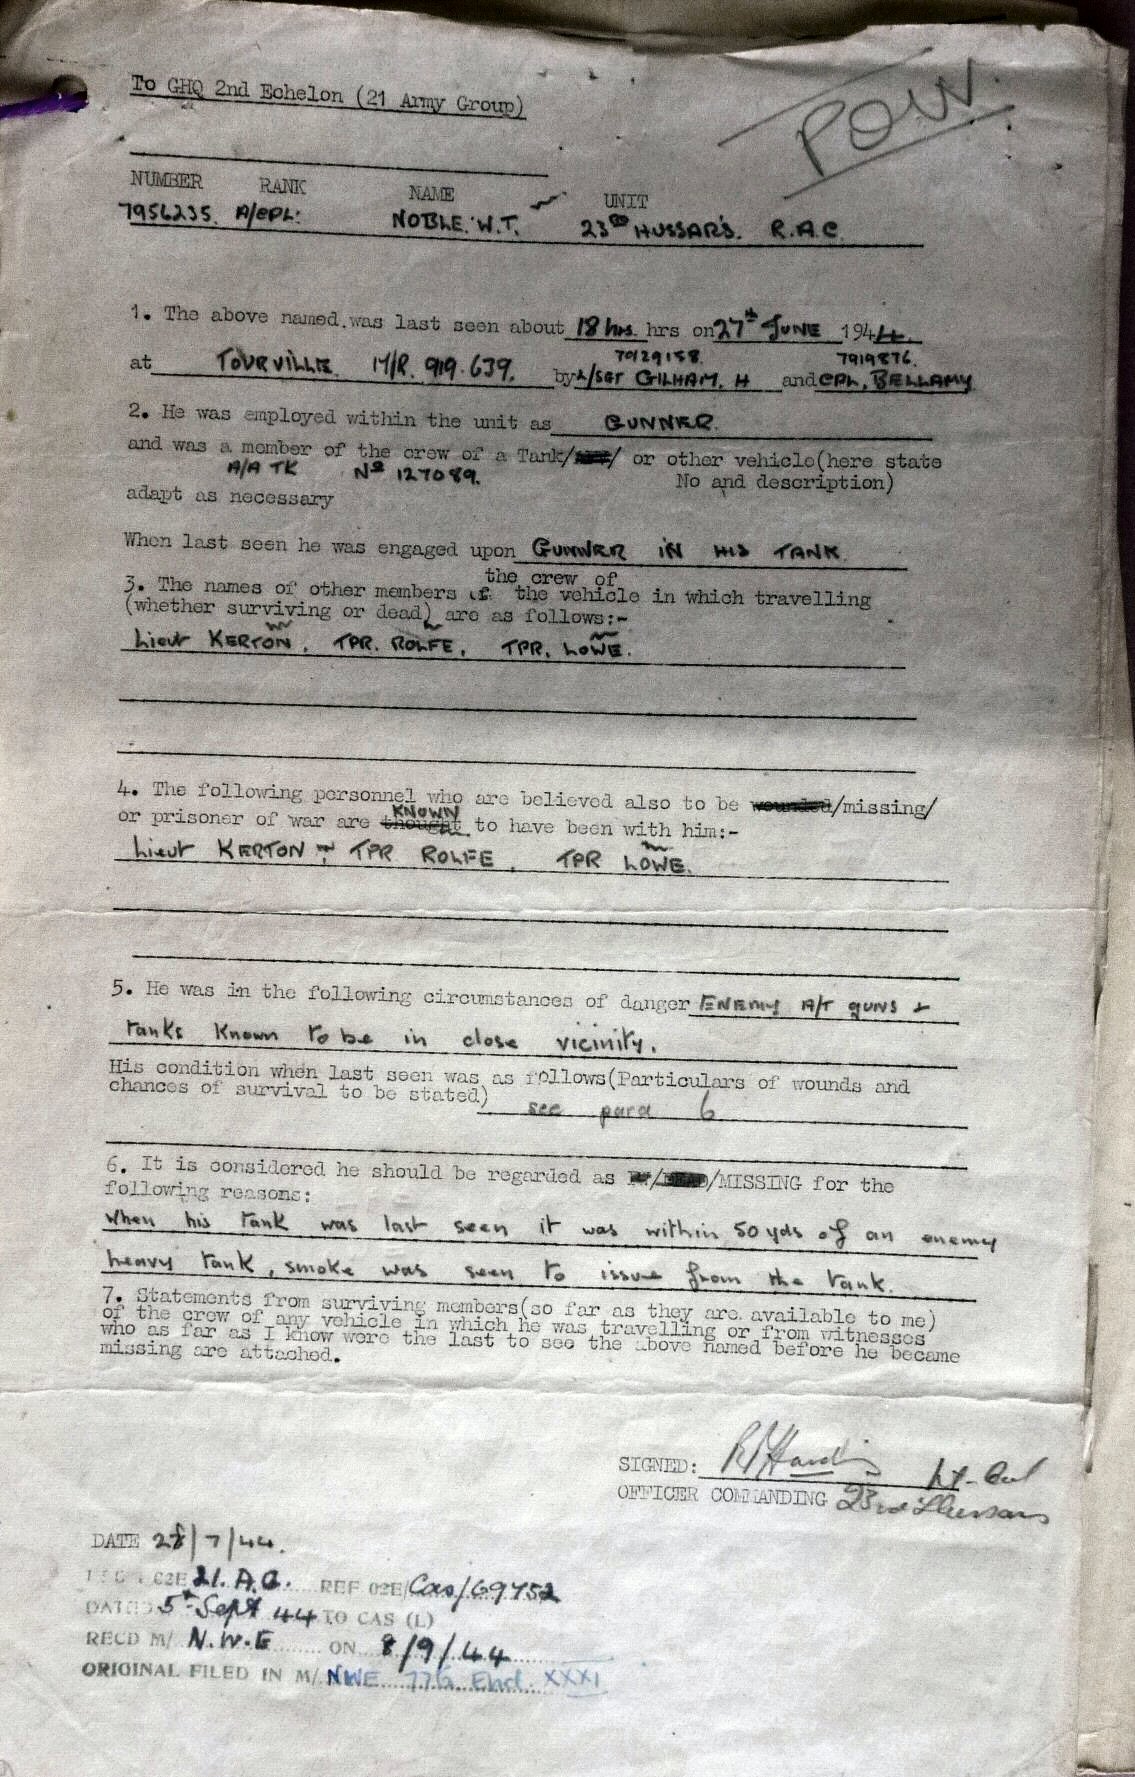 To GHQ 2nd Echelon (21 Army Group)
POW.
NUMBER RANK NAME UNIT
7956235. A/CPL: NOBLE. W.T. 23RD HUSSAR'S. R.A.C.
1. The above named.was last seen about 18 hrs. hrs on 27th JUNE 1944.
7929158. 7919876.
at TOURVILLE. M/R. 919.639. by L/SGT GILHAM. H and CPL, BELLAMY
2. He was employed within the unit as GUNNER.
and was a member of the crew of a Tank/ / or other vehicle(here state
A/A TK No 127089. No and description)
adapt as necessary
When last seen he was engaged upon GUNNER IN HIS TANK.
the crew of
3. The names of other members of the vehicle in which travelling
(whether surviving or dead) are as follows:-
Lieut KERTON, TPR. ROLFE, TPR. LOWE.
4. The following personnel who are believed also to be wounded/missing/
KNOWN
or prisoner of war are thought to have been with him:-
Lieut KERTON, TPR ROLFE, TPR LOWE.
5. He was in the following circumstances of danger ENEMY A/T guns &
tanks known to be in close vicinity.
His condition when last seen was as follows(Particulars of wounds and
chances of survival to be stated) see para 6
6. It is considered he should be regarded as /DEAD/MISSING for the
following reasons:
When his tank was last seen it was within 50 yds of an enemy
heavy tank, smoke was seen to issue from the tank.
7. Statements from surviving members(so far as they are available to me)
of the crew of any vehicle in which he was travelling or from witnesses
who as far as I know were the last to see the above named before he became
missing are attached.
SIGNED: Harding Lt-Col
OFFICER COMMANDING 23rd Hussars
DATE 28/7/44.
02E 21. A.G. REF 02E/Cas/69752
DATED 5th Sept 44 TO CAS (L)
RECD M/ N.W.E ON 8/9/44
ORIGINAL FILED IN M/ NWE 776 Encl. XXXI